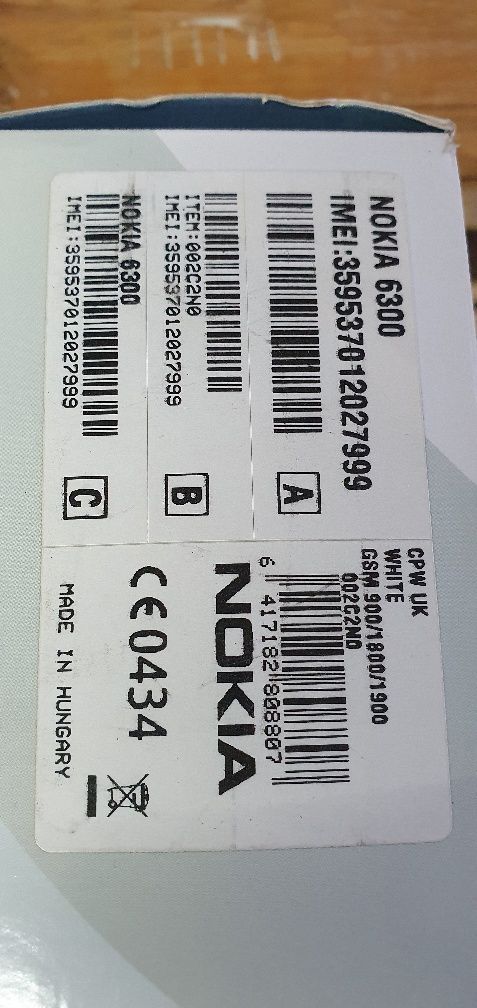 NOKIA 6300
IMEI:359537012027999
A
ITEM:002C2N0
IMEI:359537012027999
B
NOKIA 6300
IMEI:359537012027999
C
CPW UK
WHITE
GSM 900/1800/1900
002C2N0
6 417182 808807
NOKIA
CE0434
MADE IN HUNGARY